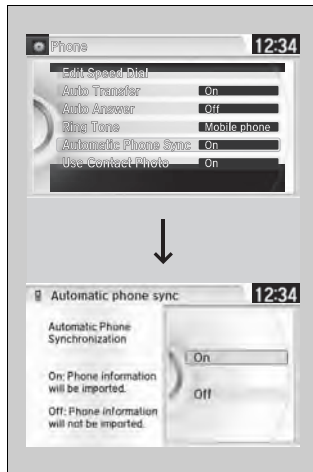 Phone
12:34
Edit Speed Dial
Auto Transfer On
Auto Answer Off
Ring Tone Mobile phone
Automatic Phone Sync On
Use Contact Photo On
Automatic phone sync
12:34
Automatic Phone
Synchronization
On: Phone information
will be imported.
Off: Phone information
will not be imported.
On
Off